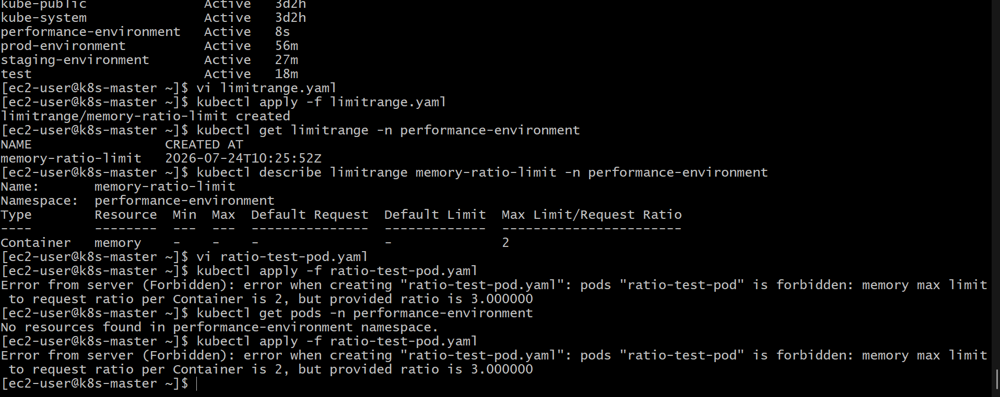 kube-public               Active   3d2h
kube-system               Active   3d2h
performance-environment   Active   8s
prod-environment          Active   56m
staging-environment       Active   27m
test                      Active   18m
[ec2-user@k8s-master ~]$ vi limitrange.yaml
[ec2-user@k8s-master ~]$ kubectl apply -f limitrange.yaml
limitrange/memory-ratio-limit created
[ec2-user@k8s-master ~]$ kubectl get limitrange -n performance-environment
NAME                 CREATED AT
memory-ratio-limit   2026-07-24T10:25:52Z
[ec2-user@k8s-master ~]$ kubectl describe limitrange memory-ratio-limit -n performance-environment
Name:       memory-ratio-limit
Namespace:  performance-environment
Type        Resource  Min  Max  Default Request  Default Limit  Max Limit/Request Ratio
----        --------  ---  ---  ---------------  -------------  -----------------------
Container   memory    -    -    -                -              2
[ec2-user@k8s-master ~]$ vi ratio-test-pod.yaml
[ec2-user@k8s-master ~]$ kubectl apply -f ratio-test-pod.yaml
Error from server (Forbidden): error when creating "ratio-test-pod.yaml": pods "ratio-test-pod" is forbidden: memory max limit
 to request ratio per Container is 2, but provided ratio is 3.000000
[ec2-user@k8s-master ~]$ kubectl get pods -n performance-environment
No resources found in performance-environment namespace.
[ec2-user@k8s-master ~]$ kubectl apply -f ratio-test-pod.yaml
Error from server (Forbidden): error when creating "ratio-test-pod.yaml": pods "ratio-test-pod" is forbidden: memory max limit
 to request ratio per Container is 2, but provided ratio is 3.000000
[ec2-user@k8s-master ~]$